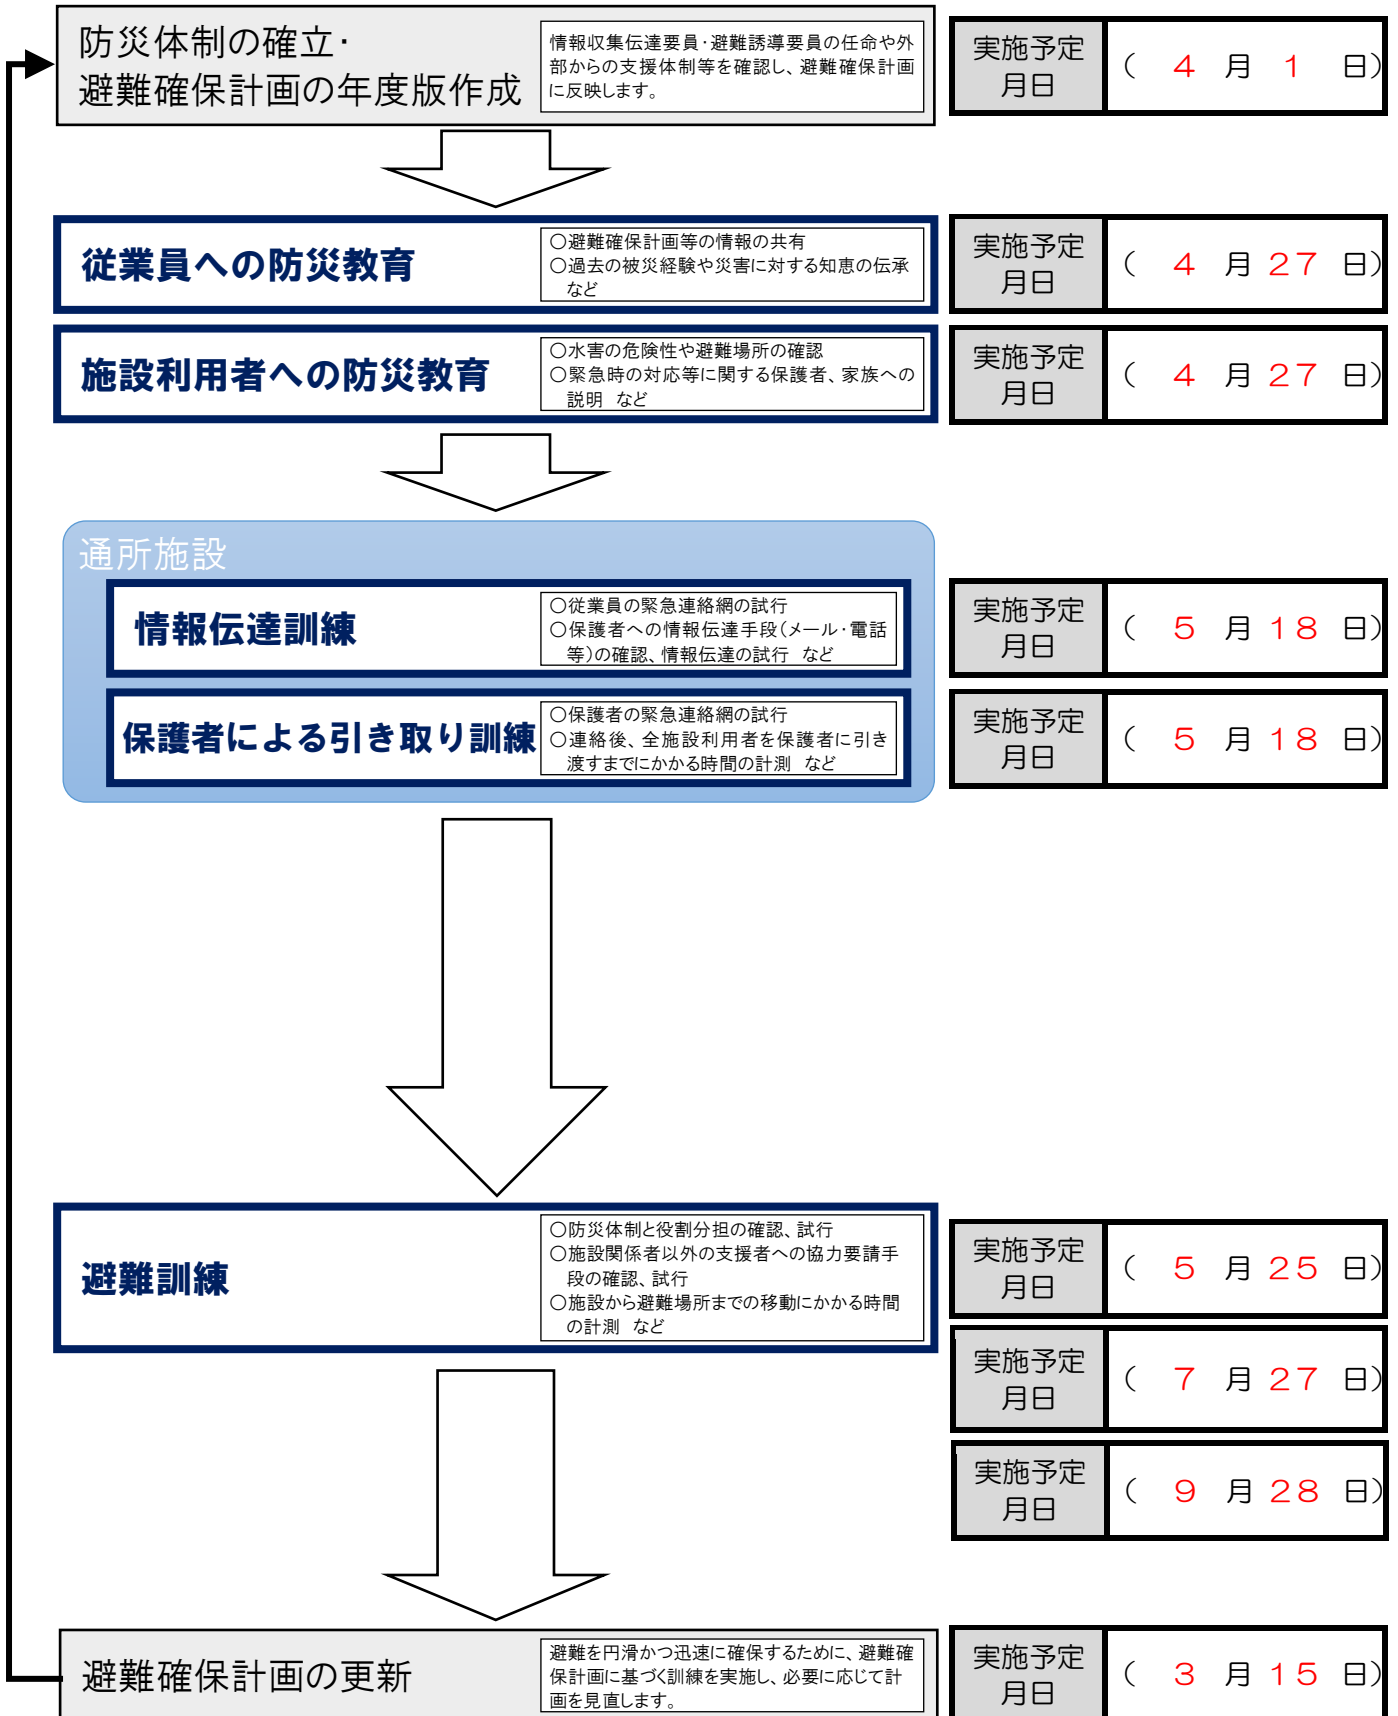 防災体制の確立・
避難確保計画の年度版作成
情報収集伝達要員・避難誘導要員の任命や外
部からの支援体制等を確認し、避難確保計画
に反映します。
実施予定
月日
（ 4 月 1 日）
従業員への防災教育
○避難確保計画等の情報の共有
○過去の被災経験や災害に対する知恵の伝承
など
実施予定
月日
（ 4 月 27 日）
施設利用者への防災教育
○水害の危険性や避難場所の確認
○緊急時の対応等に関する保護者、家族への
説明 など
実施予定
月日
（ 4 月 27 日）
通所施設
情報伝達訓練
○従業員の緊急連絡網の試行
○保護者への情報伝達手段（メール・電話
等）の確認、情報伝達の試行 など
実施予定
月日
（ 5 月 18 日）
保護者による引き取り訓練
○保護者の緊急連絡網の試行
○連絡後、全施設利用者を保護者に引き
渡すまでにかかる時間の計測 など
実施予定
月日
（ 5 月 18 日）
避難訓練
○防災体制と役割分担の確認、試行
○施設関係者以外の支援者への協力要請手
段の確認、試行
○施設から避難場所までの移動にかかる時間
の計測 など
実施予定
月日
（ 5 月 25 日）
実施予定
月日
（ 7 月 27 日）
実施予定
月日
（ 9 月 28 日）
避難確保計画の更新
避難を円滑かつ迅速に確保するために、避難確
保計画に基づく訓練を実施し、必要に応じて計
画を見直します。
実施予定
月日
（ 3 月 15 日）